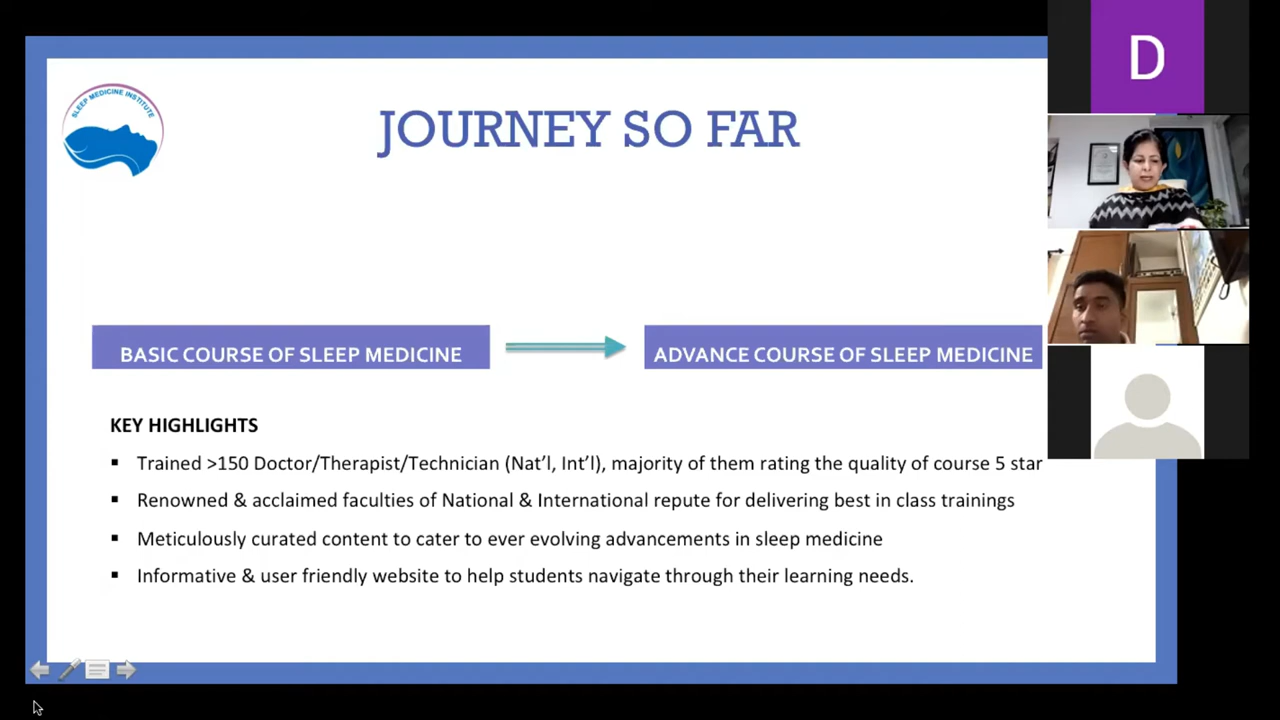 SLEEP MEDICINE INSTITUTE
JOURNEY SO FAR
D
BASIC COURSE OF SLEEP MEDICINE
ADVANCE COURSE OF SLEEP MEDICINE
KEY HIGHLIGHTS
▪ Trained >150 Doctor/Therapist/Technician (Nat’l, Int’l), majority of them rating the quality of course 5 star
▪ Renowned & acclaimed faculties of National & International repute for delivering best in class trainings
▪ Meticulously curated content to cater to ever evolving advancements in sleep medicine
▪ Informative & user friendly website to help students navigate through their learning needs.